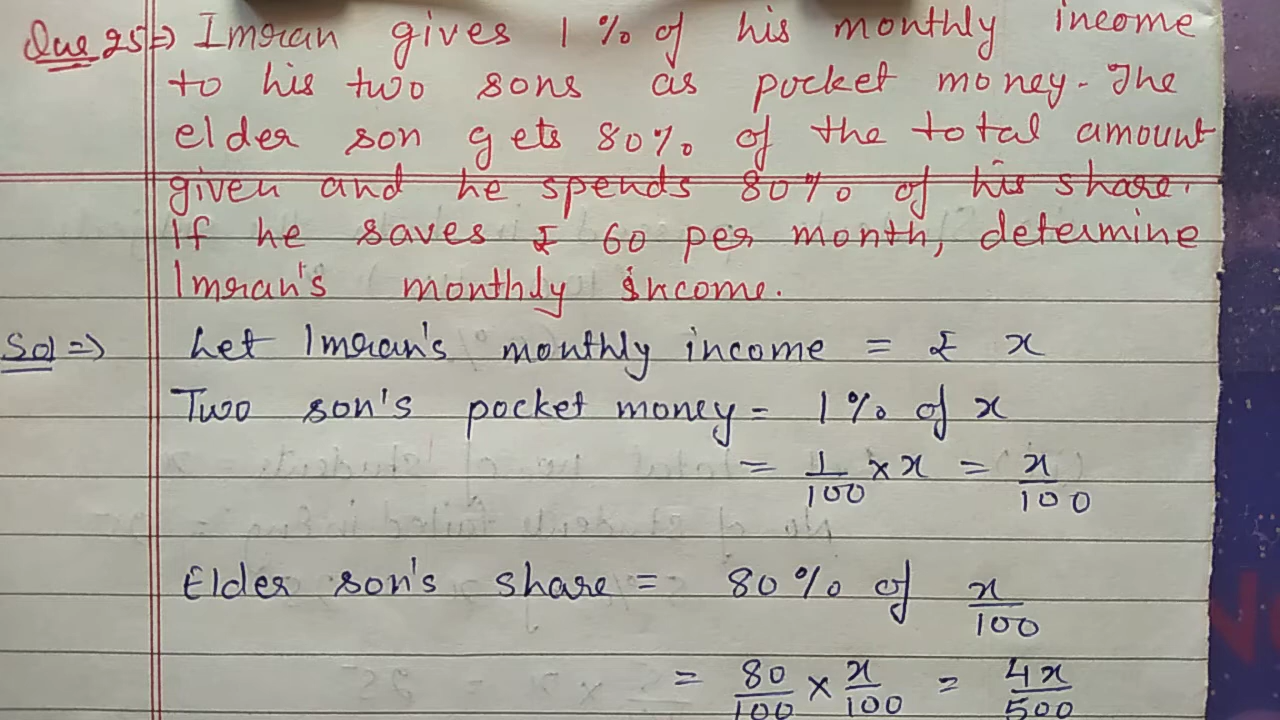 Que 25 => Imran gives 1 % of his monthly income
to his two sons as pocket money. The
elder son gets 80% of the total amount
given and he spends 80% of his share.
If he saves ₹ 60 per month, determine
Imran's monthly income.
Sol => Let Imran's monthly income = ₹ x
Two son's pocket money = 1% of x
= 1/100 × x = x/100
Elder son's share = 80% of x/100
= 80/100 × x/100 = 4x/500